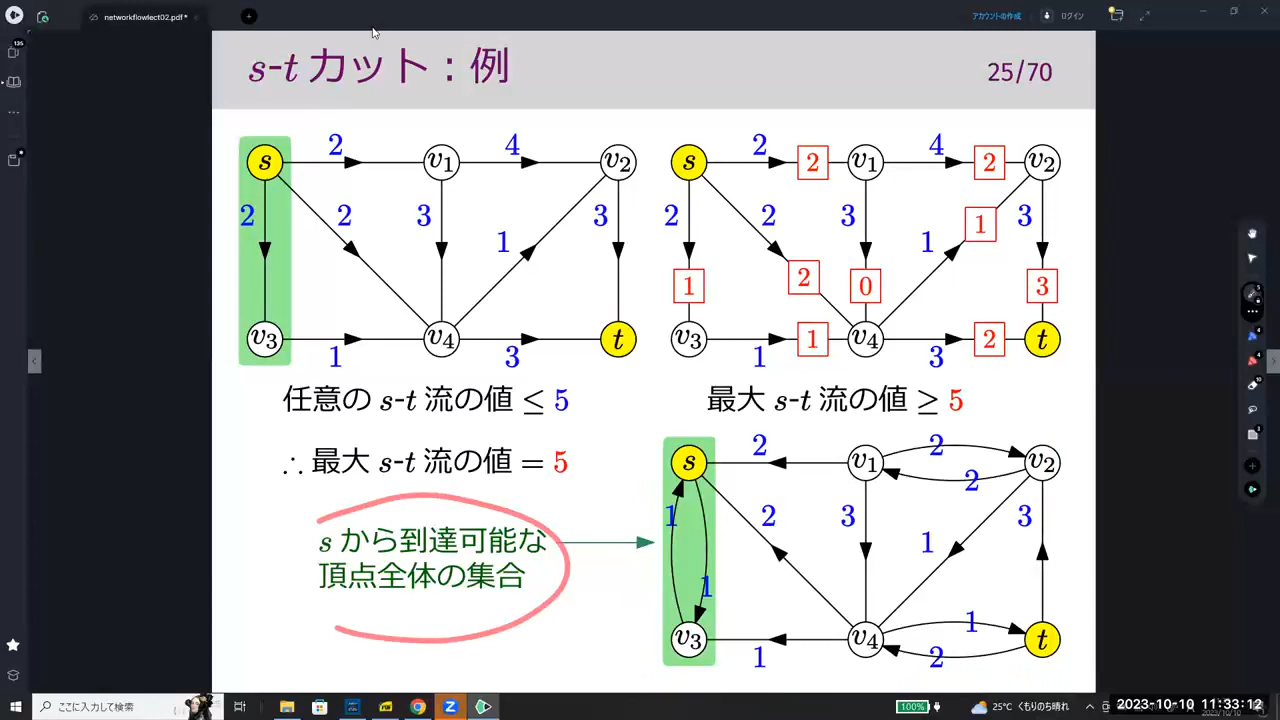 networkflowlect02.pdf*
アカウントの作成
ログイン
135
s-t カット：例
25/70
s 2 v1 4 v2
2 2 3 1 3
v3 1 v4 3 t
s 2 2 v1 4 2 v2
2 2 3 1 1 3
1 2 0 3
v3 1 1 v4 3 2 t
任意の s-t 流の値 ≤ 5
最大 s-t 流の値 ≥ 5
∴ 最大 s-t 流の値 = 5
s から到達可能な
頂点全体の集合
s 2 v1 2 2 v2
1 1 2 3 1 3
v3 1 v4 1 2 t
ここに入力して検索
100%
25°C くもりのち晴れ
2023-10-10 11:33:12